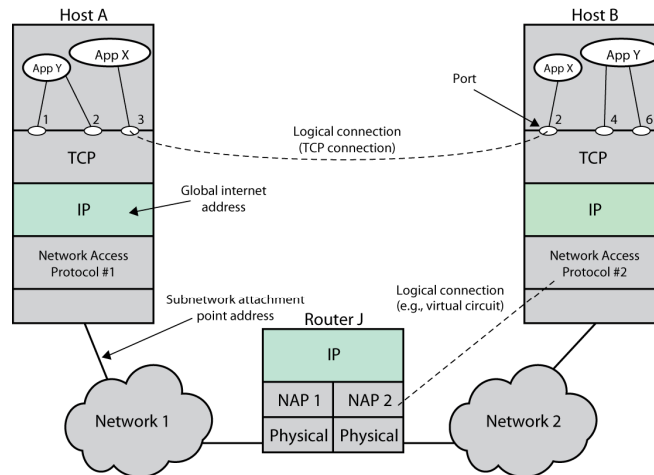 Host A
Host B
App Y
App X
App X
App Y
Port
1
2
3
2
4
6
Logical connection
(TCP connection)
TCP
TCP
Global internet
address
IP
IP
Network Access
Protocol #1
Network Access
Protocol #2
Logical connection
(e.g., virtual circuit)
Subnetwork attachment
point address
Router J
IP
NAP 1
NAP 2
Network 1
Network 2
Physical
Physical